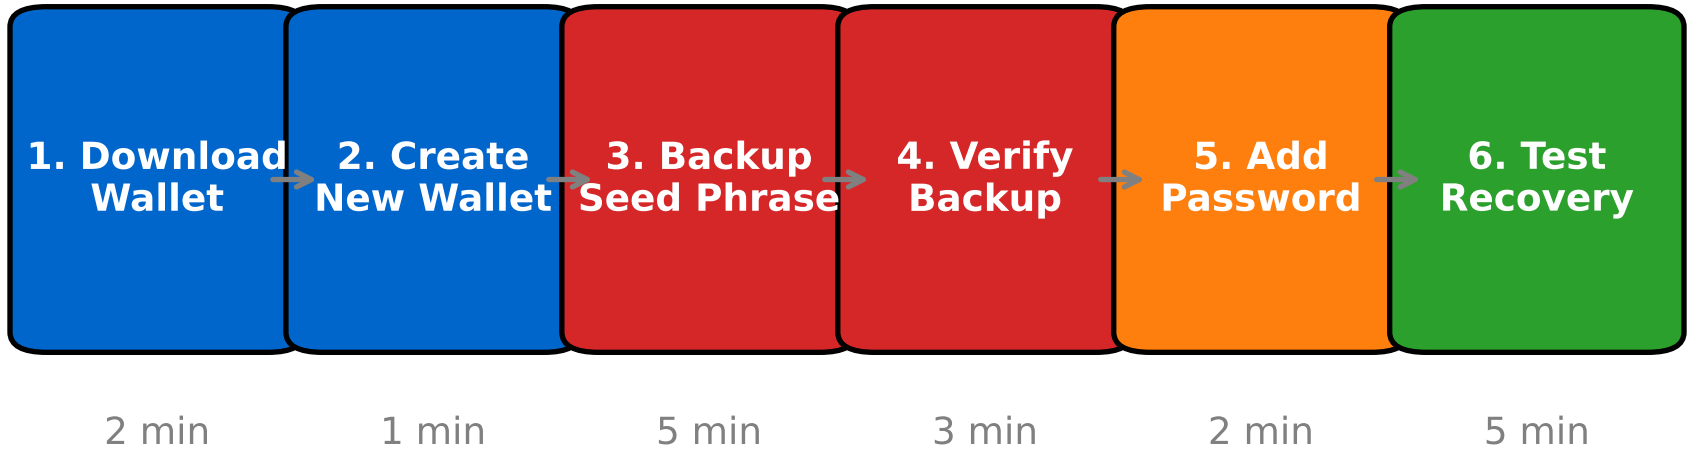 1. Download
Wallet
2. Create
New Wallet
3. Backup
Seed Phrase
4. Verify
Backup
5. Add
Password
6. Test
Recovery
2 min
1 min
5 min
3 min
2 min
5 min